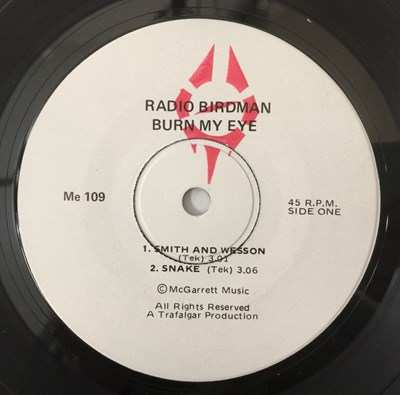 RADIO BIRDMAN
BURN MY EYE
Me 109
45 R.P.M.
SIDE ONE
1. SMITH AND WESSON
(Tek) 3.01
2. SNAKE (Tek) 3.06
©McGarrett Music
All Rights Reserved
A Trafalgar Production